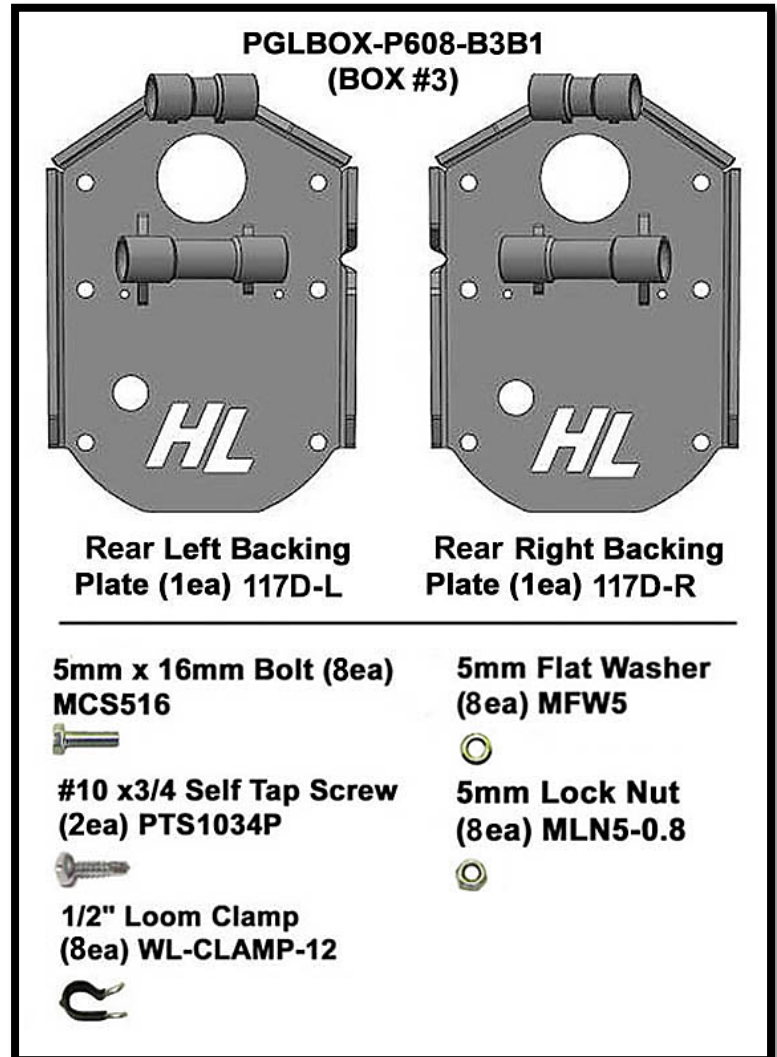 PGLBOX-P608-B3B1
(BOX #3)
HL
HL
Rear Left Backing
Plate (1ea) 117D-L
Rear Right Backing
Plate (1ea) 117D-R
5mm x 16mm Bolt (8ea)
MCS516
5mm Flat Washer
(8ea) MFW5
#10 x3/4 Self Tap Screw
(2ea) PTS1034P
5mm Lock Nut
(8ea) MLN5-0.8
1/2" Loom Clamp
(8ea) WL-CLAMP-12